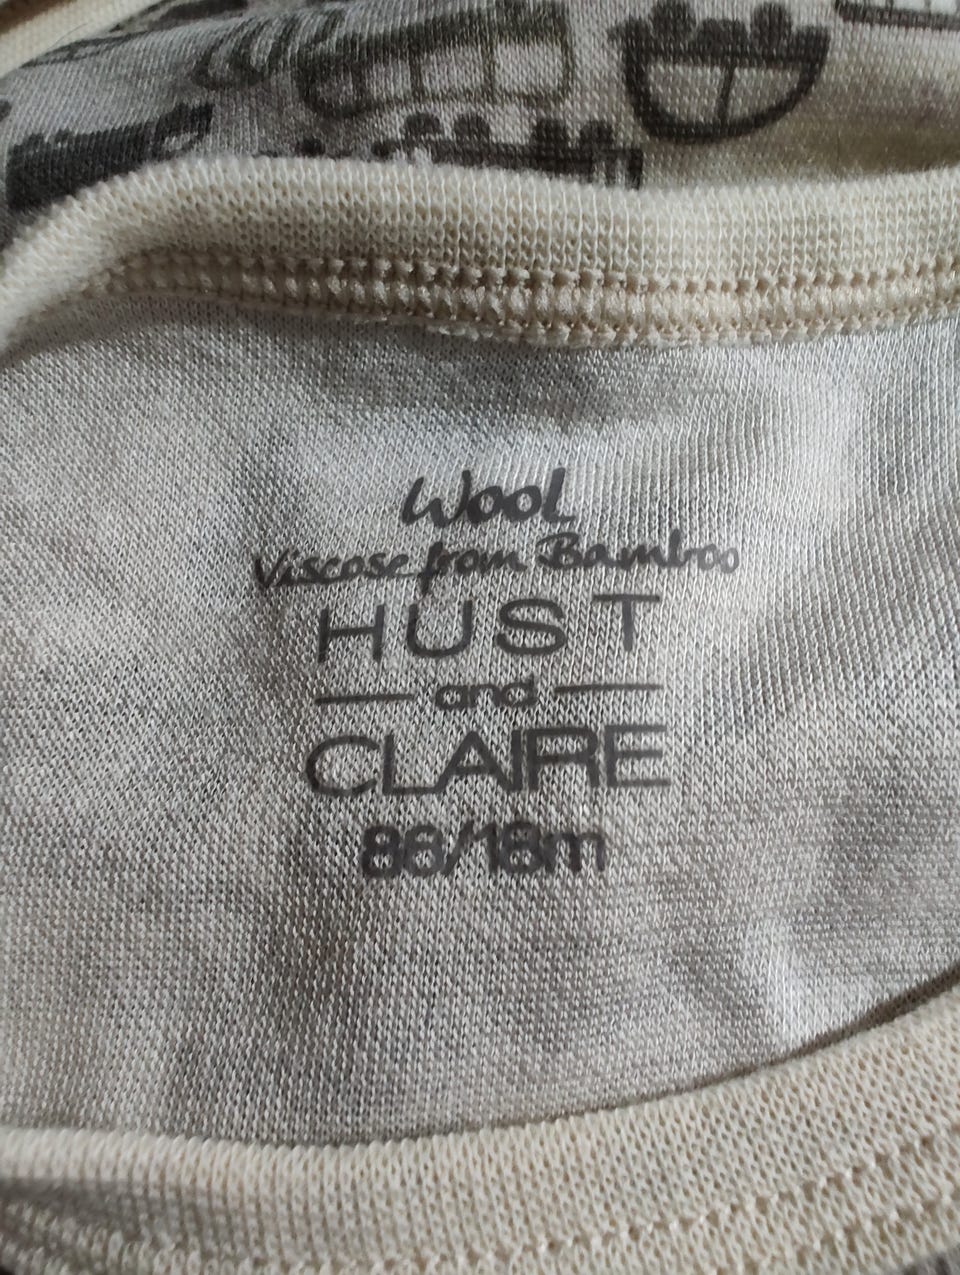 Wool
Viscose from Bamboo
HUST
and
CLAIRE
86/18m